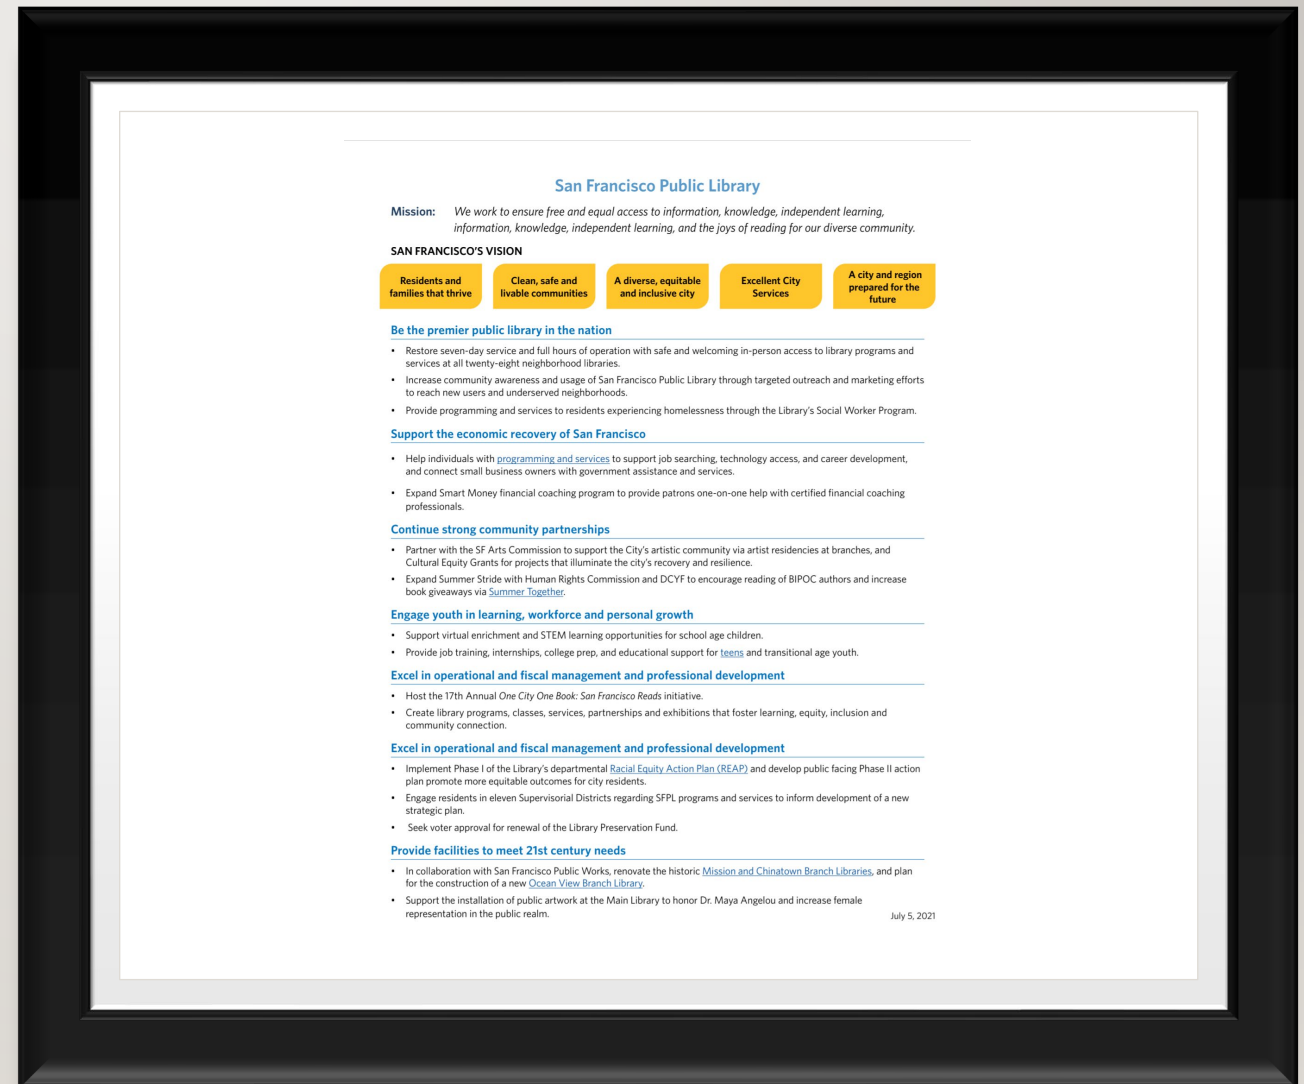 San Francisco Public Library
Mission: We work to ensure free and equal access to information, knowledge, independent learning,
information, knowledge, independent learning, and the joys of reading for our diverse community.
SAN FRANCISCO'S VISION
Residents and
families that thrive
Clean, safe and
livable communities
A diverse, equitable
and inclusive city
Excellent City
Services
A city and region
prepared for the
future
Be the premier public library in the nation
• Restore seven-day service and full hours of operation with safe and welcoming in-person access to library programs and
services at all twenty-eight neighborhood libraries.
• Increase community awareness and usage of San Francisco Public Library through targeted outreach and marketing efforts
to reach new users and underserved neighborhoods.
• Provide programming and services to residents experiencing homelessness through the Library's Social Worker Program.
Support the economic recovery of San Francisco
• Help individuals with programming and services to support job searching, technology access, and career development,
and connect small business owners with government assistance and services.
• Expand Smart Money financial coaching program to provide patrons one-on-one help with certified financial coaching
professionals.
Continue strong community partnerships
• Partner with the SF Arts Commission to support the City's artistic community via artist residencies at branches, and
Cultural Equity Grants for projects that illuminate the city's recovery and resilience.
• Expand Summer Stride with Human Rights Commission and DCYF to encourage reading of BIPOC authors and increase
book giveaways via Summer Together.
Engage youth in learning, workforce and personal growth
• Support virtual enrichment and STEM learning opportunities for school age children.
• Provide job training, internships, college prep, and educational support for teens and transitional age youth.
Excel in operational and fiscal management and professional development
• Host the 17th Annual One City One Book: San Francisco Reads initiative.
• Create library programs, classes, services, partnerships and exhibitions that foster learning, equity, inclusion and
community connection.
Excel in operational and fiscal management and professional development
• Implement Phase I of the Library's departmental Racial Equity Action Plan (REAP) and develop public facing Phase II action
plan promote more equitable outcomes for city residents.
• Engage residents in eleven Supervisorial Districts regarding SFPL programs and services to inform development of a new
strategic plan.
• Seek voter approval for renewal of the Library Preservation Fund.
Provide facilities to meet 21st century needs
• In collaboration with San Francisco Public Works, renovate the historic Mission and Chinatown Branch Libraries, and plan
for the construction of a new Ocean View Branch Library.
• Support the installation of public artwork at the Main Library to honor Dr. Maya Angelou and increase female
representation in the public realm.
July 5, 2021